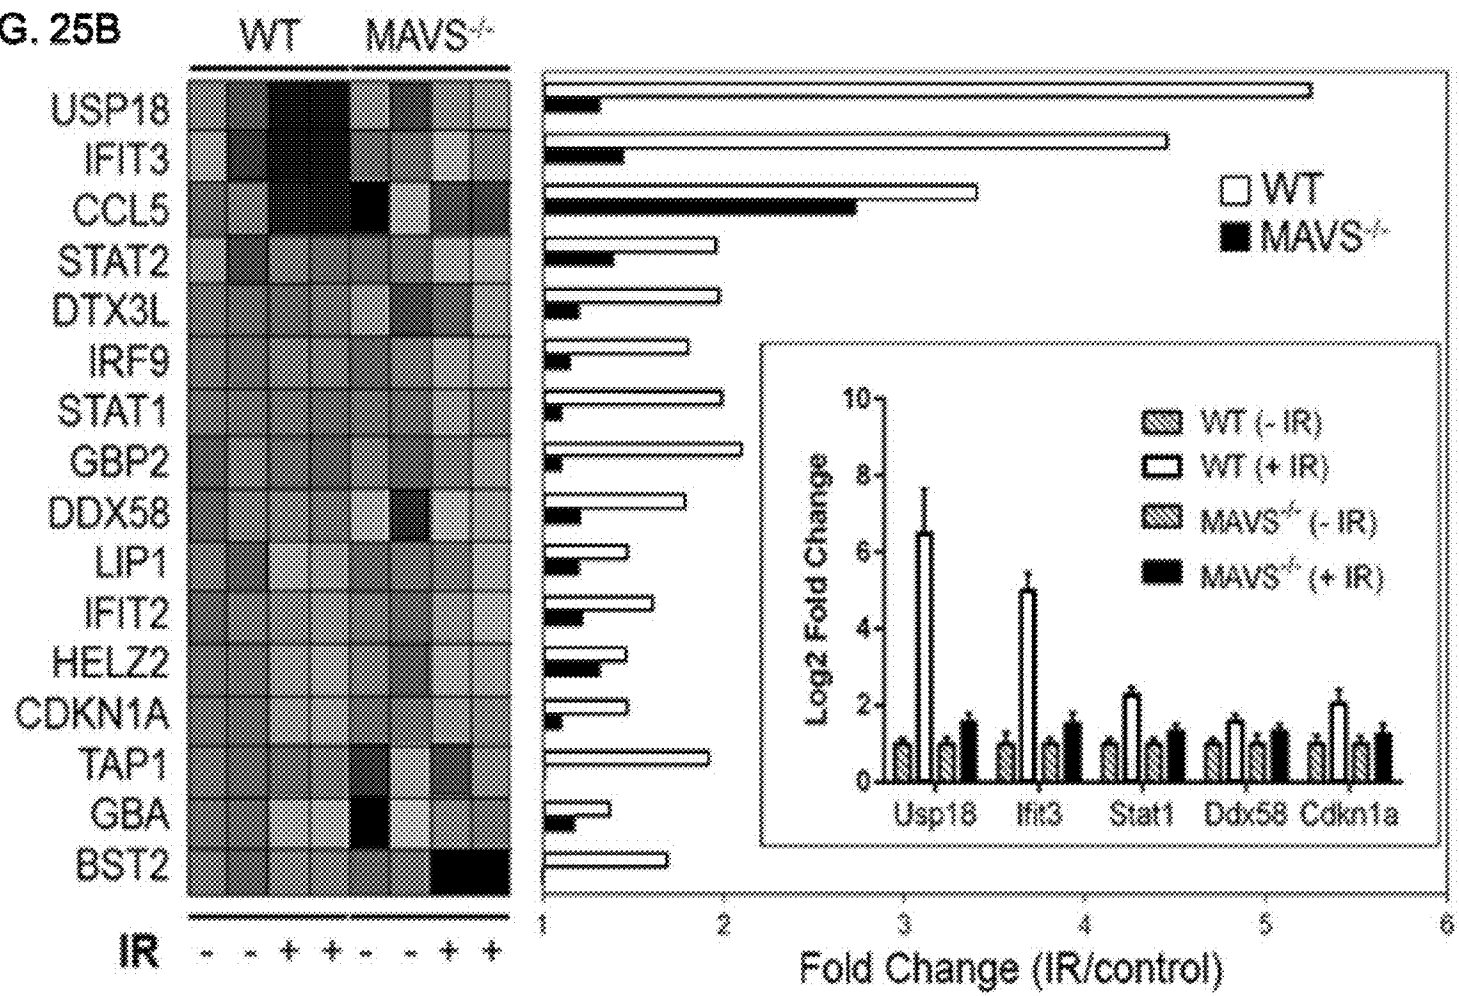 G. 25B
WT MAVS-/-
USP18
IFIT3
CCL5
STAT2
DTX3L
IRF9
STAT1
GBP2
DDX58
LIP1
IFIT2
HELZ2
CDKN1A
TAP1
GBA
BST2
IR - - + + - - + +
WT
MAVS-/-
1 2 3 4 5 6
Fold Change (IR/control)
Log2 Fold Change
10
8
6
4
2
0
WT (- IR)
WT (+ IR)
MAVS-/- (- IR)
MAVS-/- (+ IR)
Usp18 Ifit3 Stat1 Ddx58 Cdkn1a